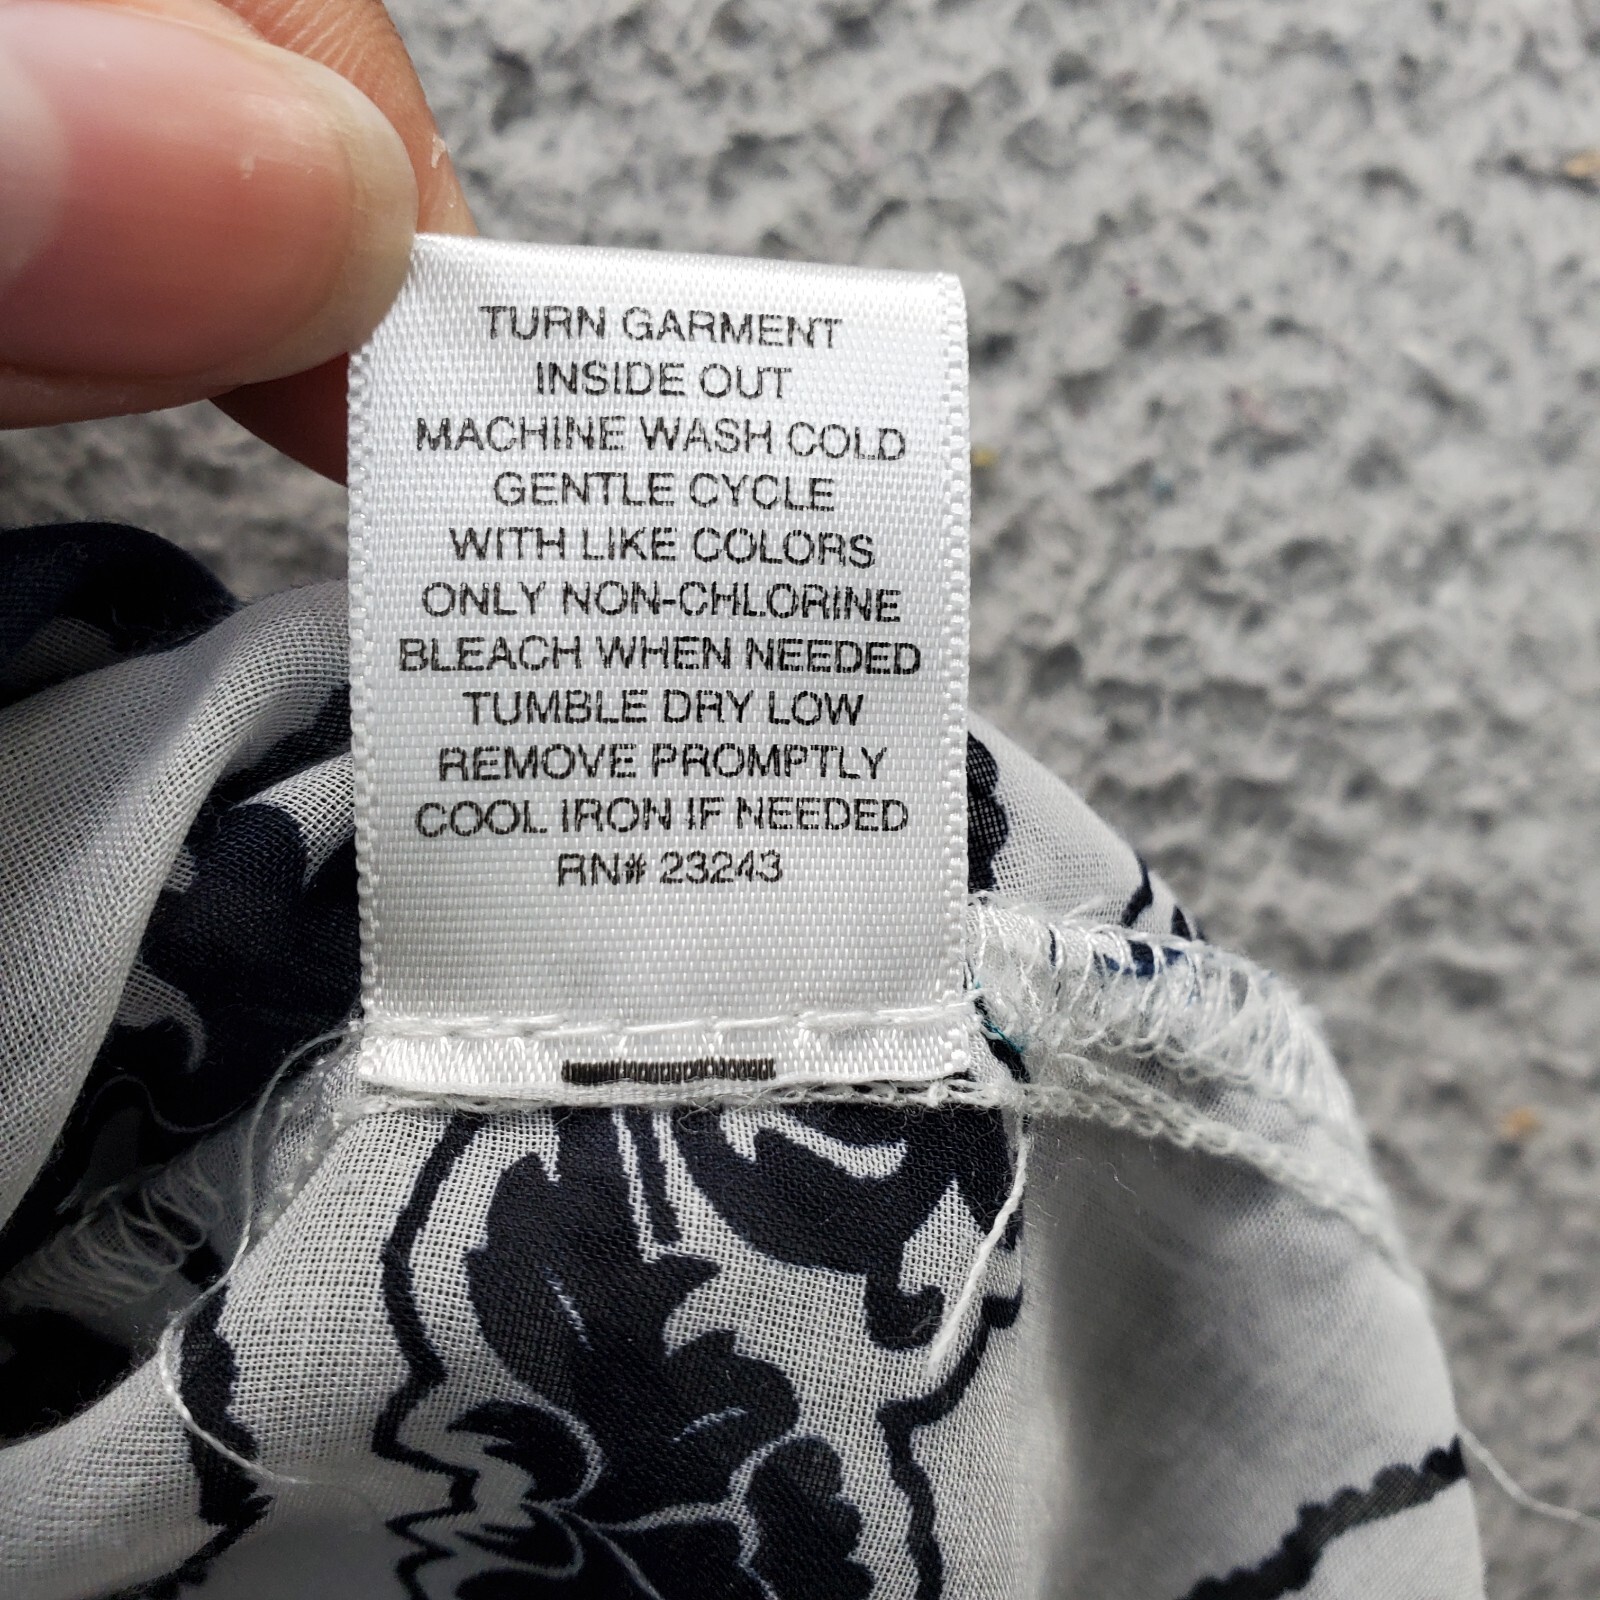 TURN GARMENT
INSIDE OUT
MACHINE WASH COLD
GENTLE CYCLE
WITH LIKE COLORS
ONLY NON-CHLORINE
BLEACH WHEN NEEDED
TUMBLE DRY LOW
REMOVE PROMPTLY
COOL IRON IF NEEDED
RN# 23243